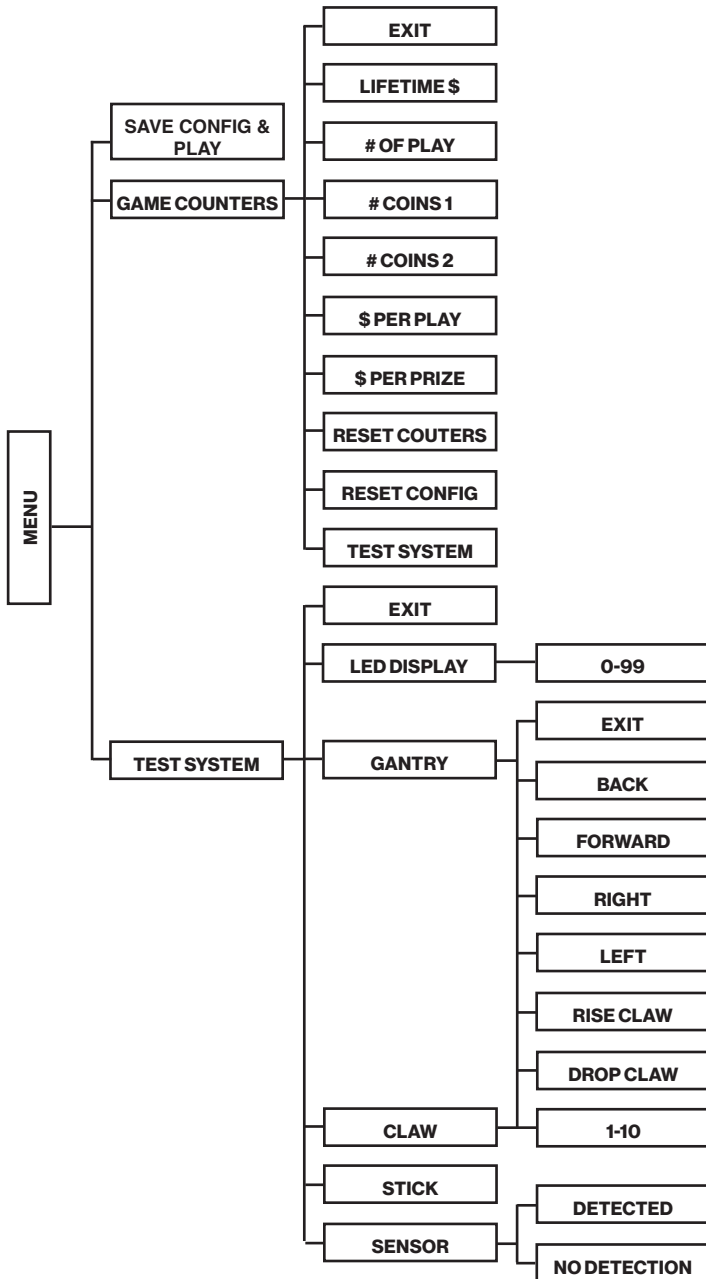 MENU
SAVE CONFIG &
PLAY
GAME COUNTERS
EXIT
LIFETIME $
# OF PLAY
# COINS 1
# COINS 2
$ PER PLAY
$ PER PRIZE
RESET COUTERS
RESET CONFIG
TEST SYSTEM
TEST SYSTEM
EXIT
LED DISPLAY
0-99
GANTRY
EXIT
BACK
FORWARD
RIGHT
LEFT
RISE CLAW
DROP CLAW
CLAW
1-10
STICK
SENSOR
DETECTED
NO DETECTION